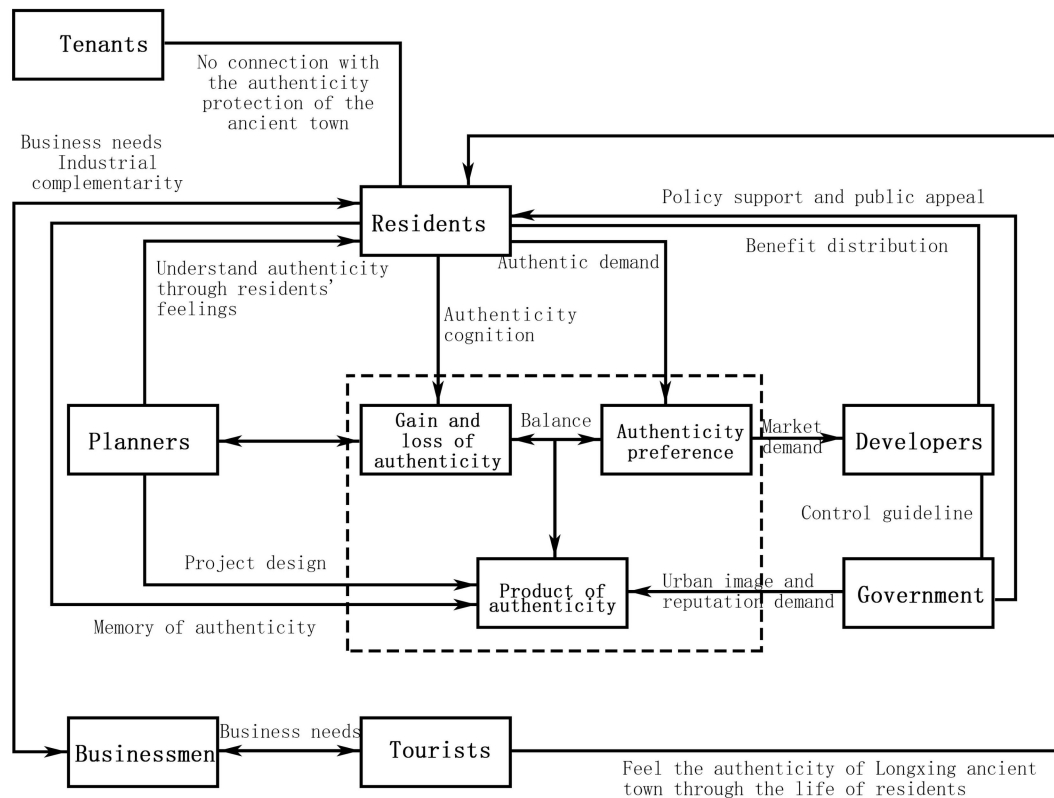 Tenants
No connection with
the authenticity
protection of the
ancient town
Business needs
Industrial
complementarity
Residents
Policy support and public appeal
Benefit distribution
Authentic demand
Understand authenticity
through residents'
feelings
Authenticity
cognition
Planners
Gain and
loss of
authenticity
Balance
Authenticity
preference
Market
demand
Developers
Control guideline
Project design
Product of
authenticity
Urban image and
reputation demand
Government
Memory of authenticity
Businessmen
Business needs
Tourists
Feel the authenticity of Longxing ancient
town through the life of residents